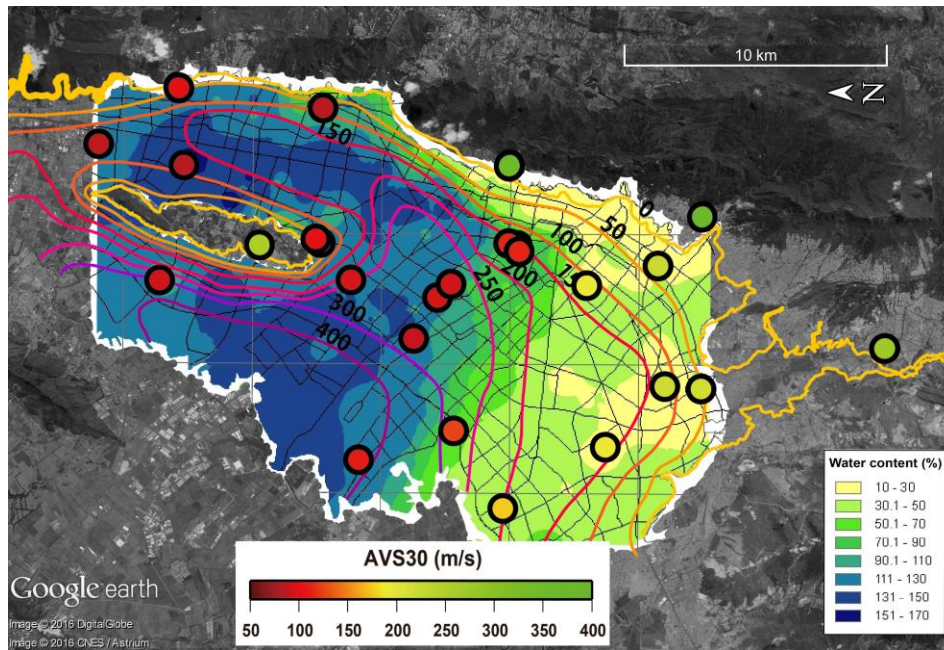 10 km
N
150
0
50
100
15
200
250
300
400
Water content (%)
10 - 30
30.1 - 50
50.1 - 70
70.1 - 90
90.1 - 110
111 - 130
131 - 150
151 - 170
AVS30 (m/s)
50 100 150 200 250 300 350 400
Google earth
Image © 2016 DigitalGlobe
Image © 2016 CNES / Astrium